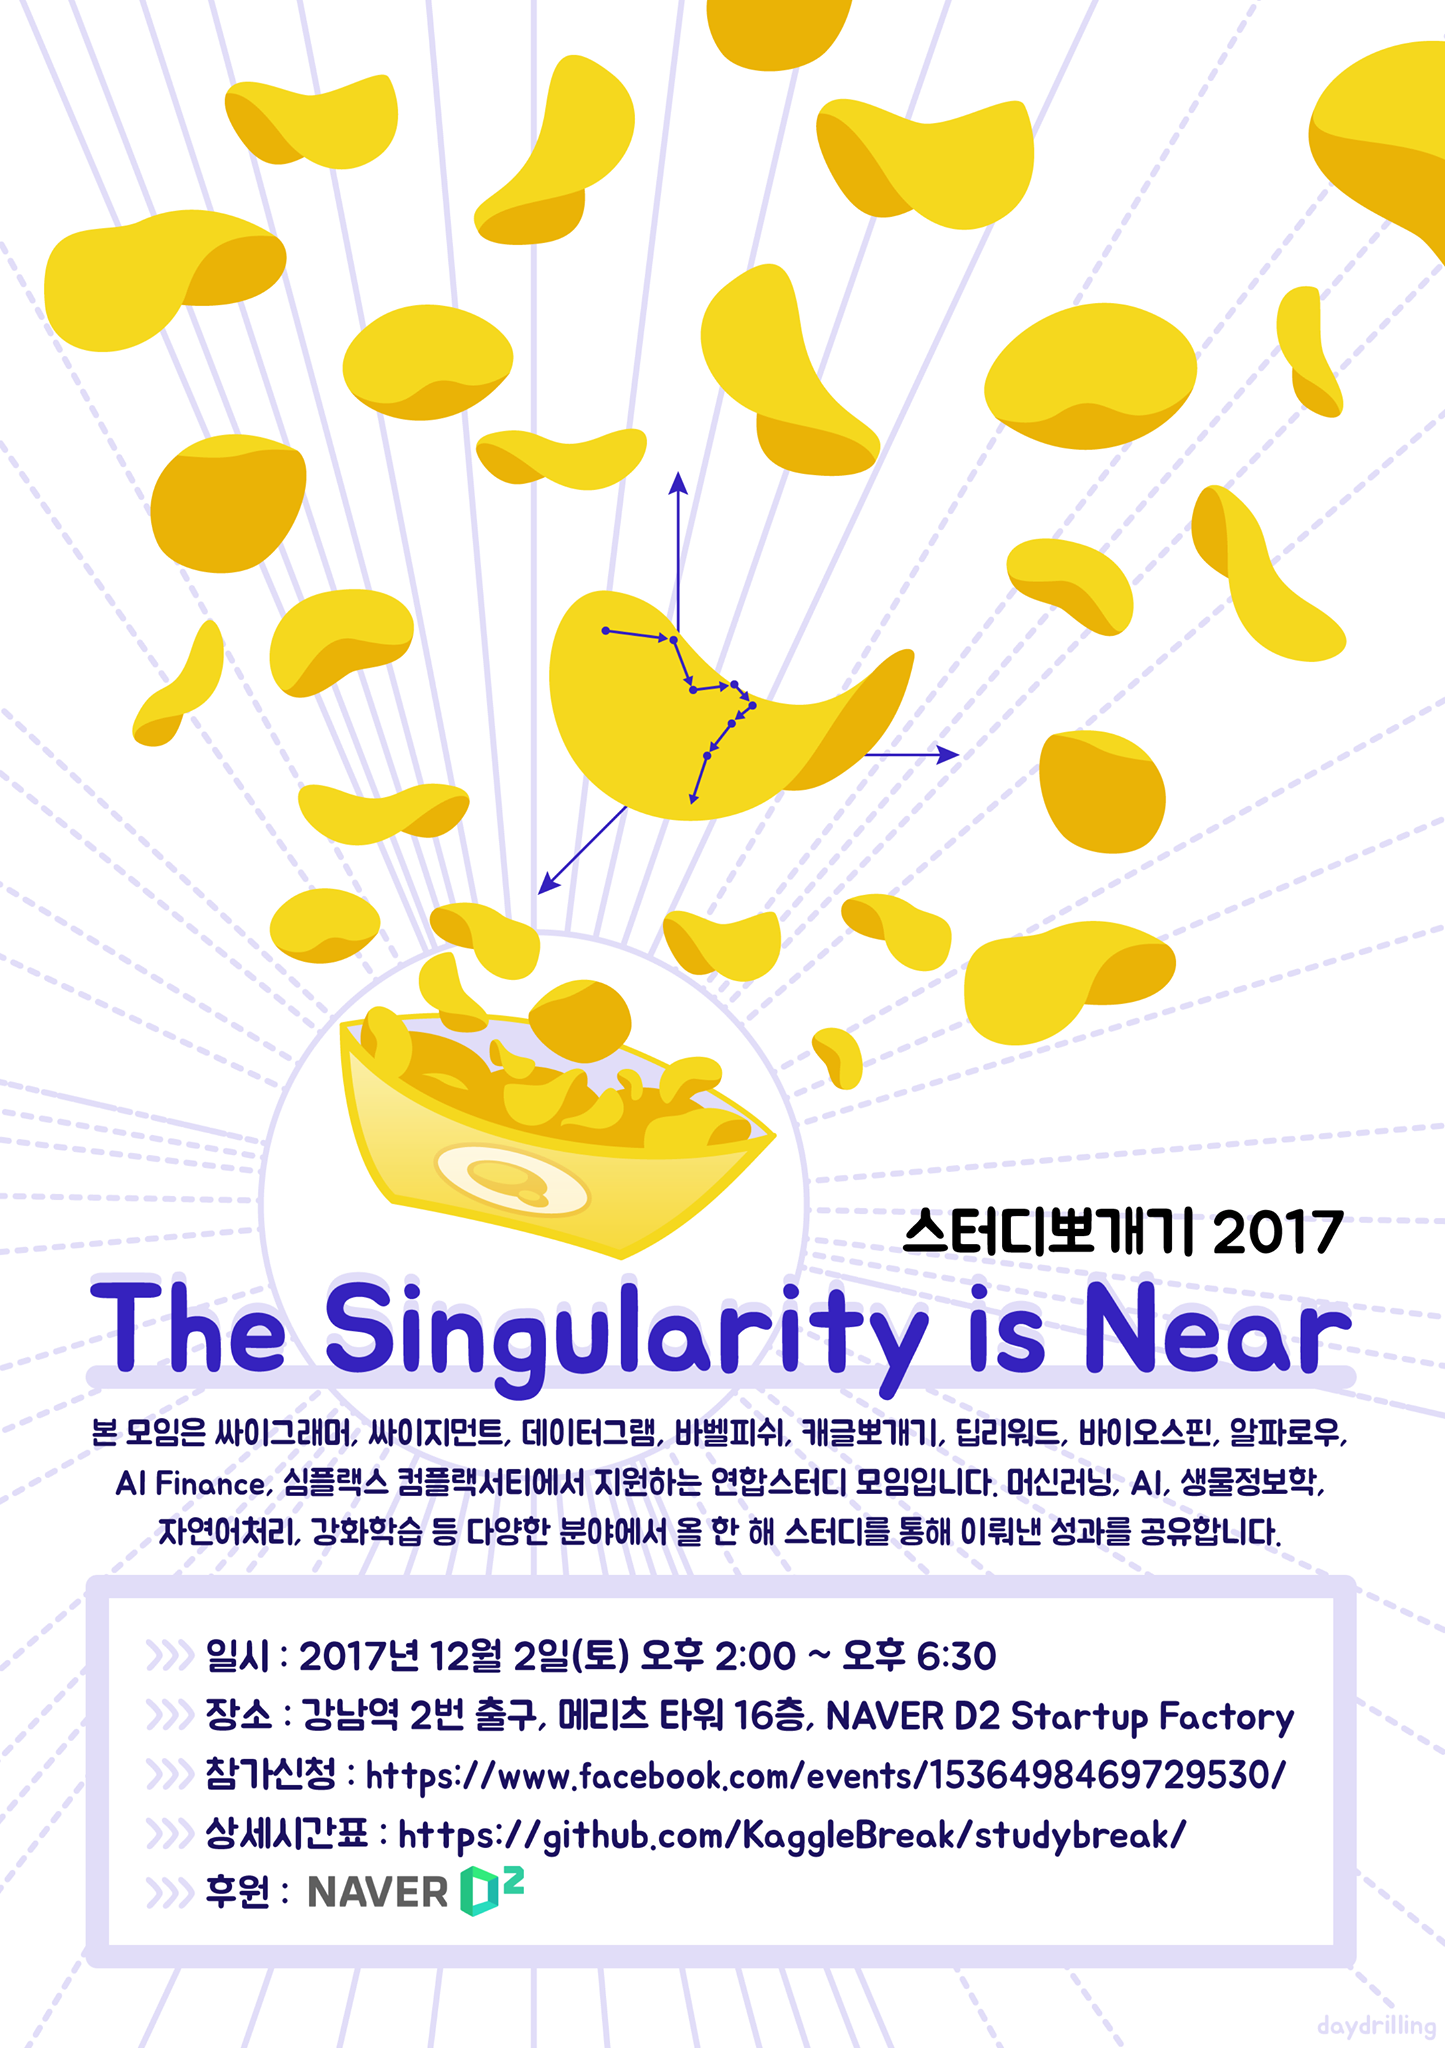 스터디뽀개기 2017
The Singularity is Near
본 모임은 싸이그래머, 싸이지먼트, 데이터그램, 바벨피쉬, 캐글뽀개기, 딥리워드, 바이오스핀, 알파로우,
AI Finance, 심플랙스 컴플랙서티에서 지원하는 연합스터디 모임입니다. 머신러닝, AI, 생물정보학,
자연어처리, 강화학습 등 다양한 분야에서 올 한 해 스터디를 통해 이뤄낸 성과를 공유합니다.
>>> 일시 : 2017년 12월 2일(토) 오후 2:00 ~ 오후 6:30
>>> 장소 : 강남역 2번 출구, 메리츠 타워 16층, NAVER D2 Startup Factory
>>> 참가신청 : https://www.facebook.com/events/1536498469729530/
>>> 상세시간표 : https://github.com/KaggleBreak/studybreak/
>>> 후원 : NAVER D2
daydrilling